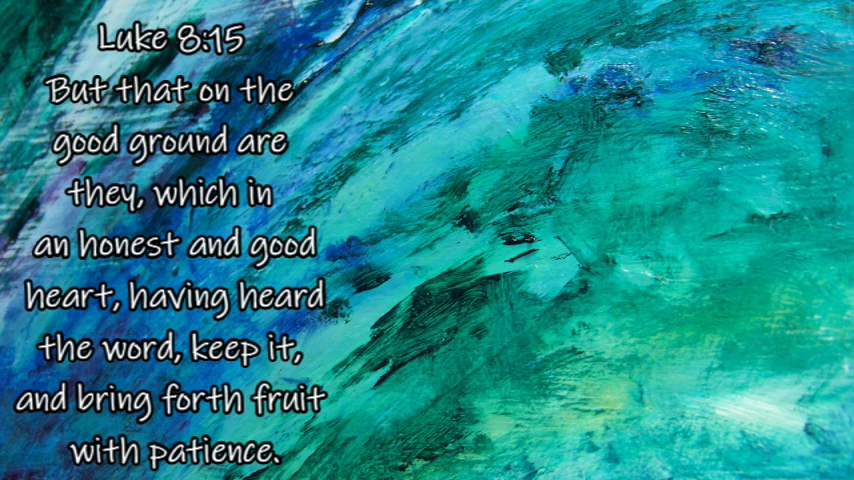 Luke 8:15
But that on the
good ground are
they, which in
an honest and good
heart, having heard
the word, keep it,
and bring forth fruit
with patience.